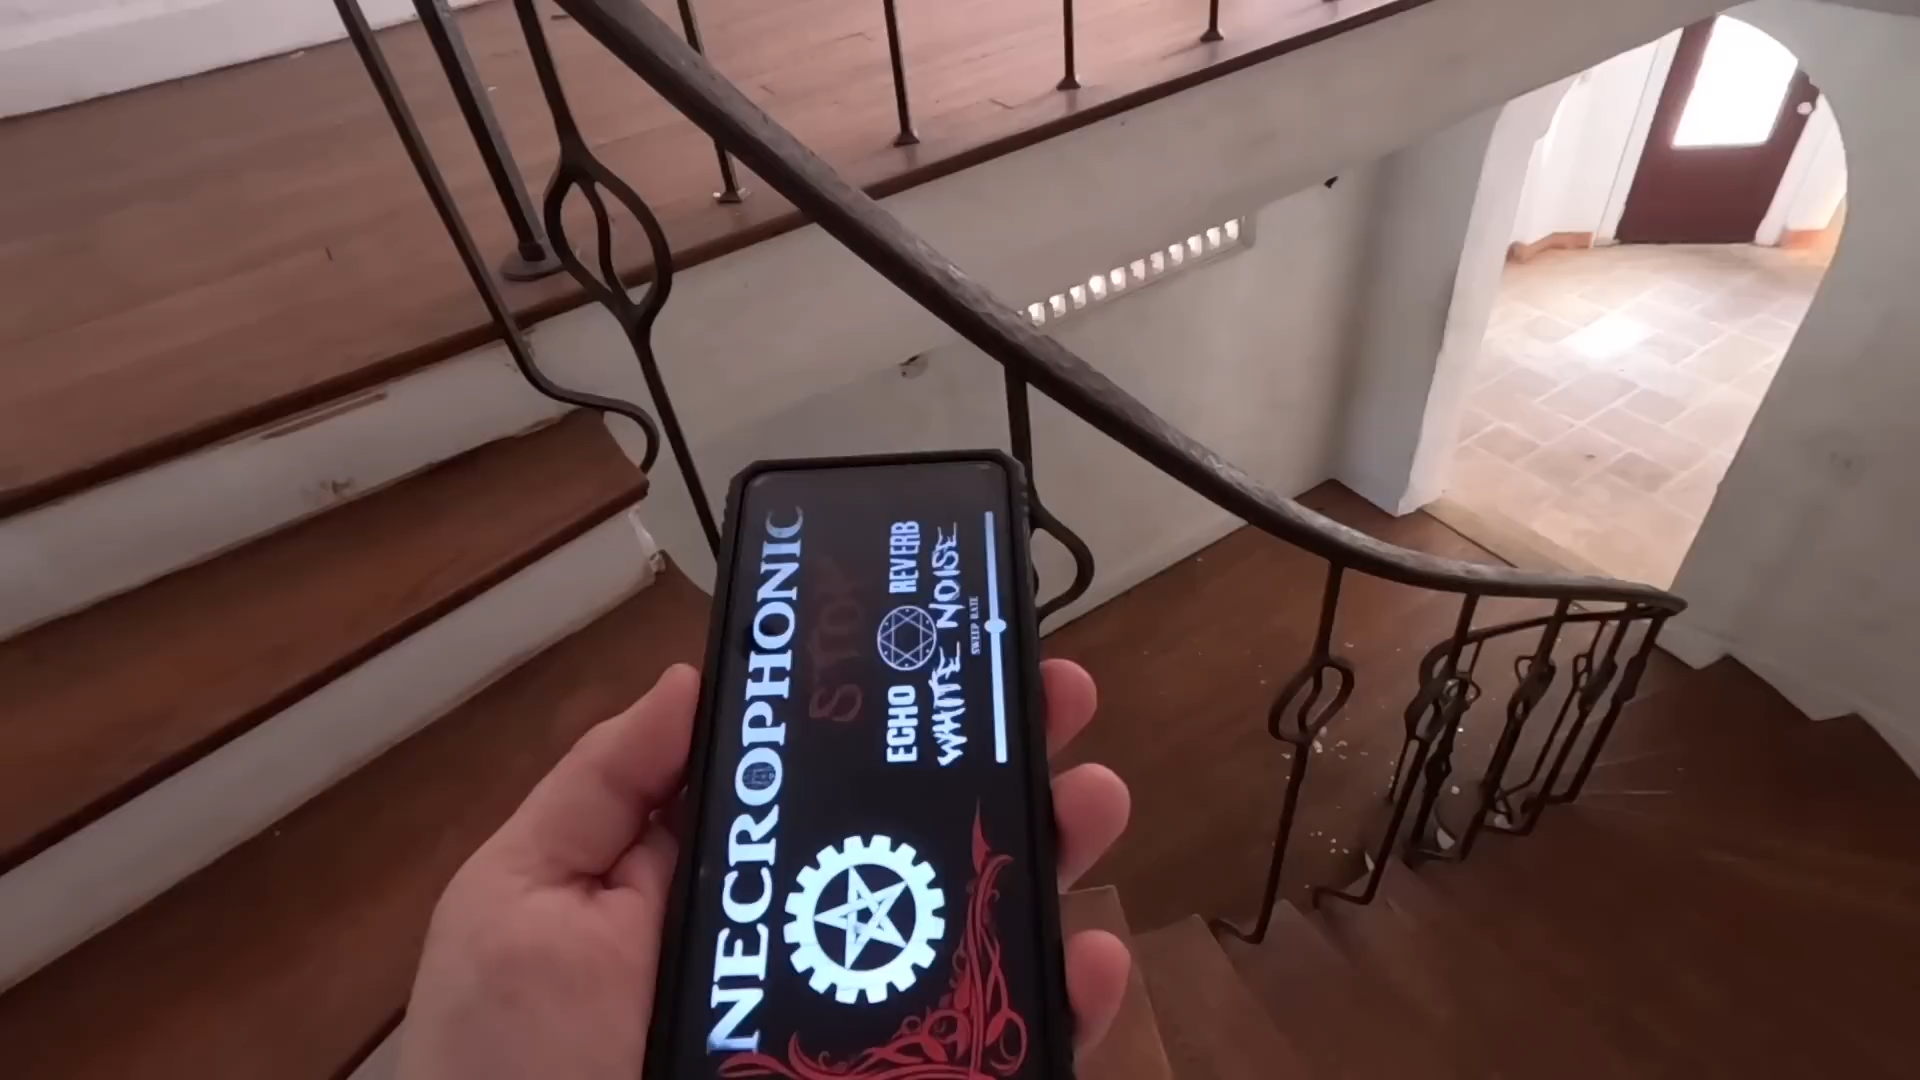 NECROPHONIC
STOP
ECHO REVERB
WHITE NOISE
SWEEP RATE